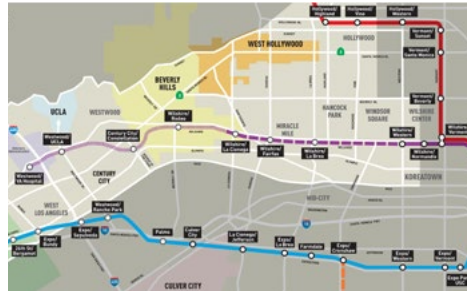 Hollywood/
Highland
Hollywood/
Vine
Hollywood/
Western
HOLLYWOOD
Vermont/
Sunset
Vermont/
Santa Monica
WEST HOLLYWOOD
BEVERLY
HILLS
Vermont/
Beverly
UCLA
WESTWOOD
Westwood/
UCLA
Century City/
Constellation
Wilshire/
Rodeo
Wilshire/
La Cienega
MIRACLE
MILE
Wilshire/
Fairfax
Wilshire/
La Brea
HANCOCK
PARK
WINDSOR
SQUARE
Wilshire/
Western
WILSHIRE
CENTER
Wilshire/
Normandie
KOREATOWN
Westwood/
VA Hospital
CENTURY
CITY
WEST
LOS ANGELES
Westwood/
Rancho Park
MID-CITY
26th St/
Bergamot
Expo/
Bundy
Expo/
Sepulveda
Palms
Culver
City
La Cienega/
Jefferson
Expo/
La Brea
Farmdale
Expo/
Crenshaw
Expo/
Western
Expo/
Vermont
Expo Park/
USC
CULVER CITY